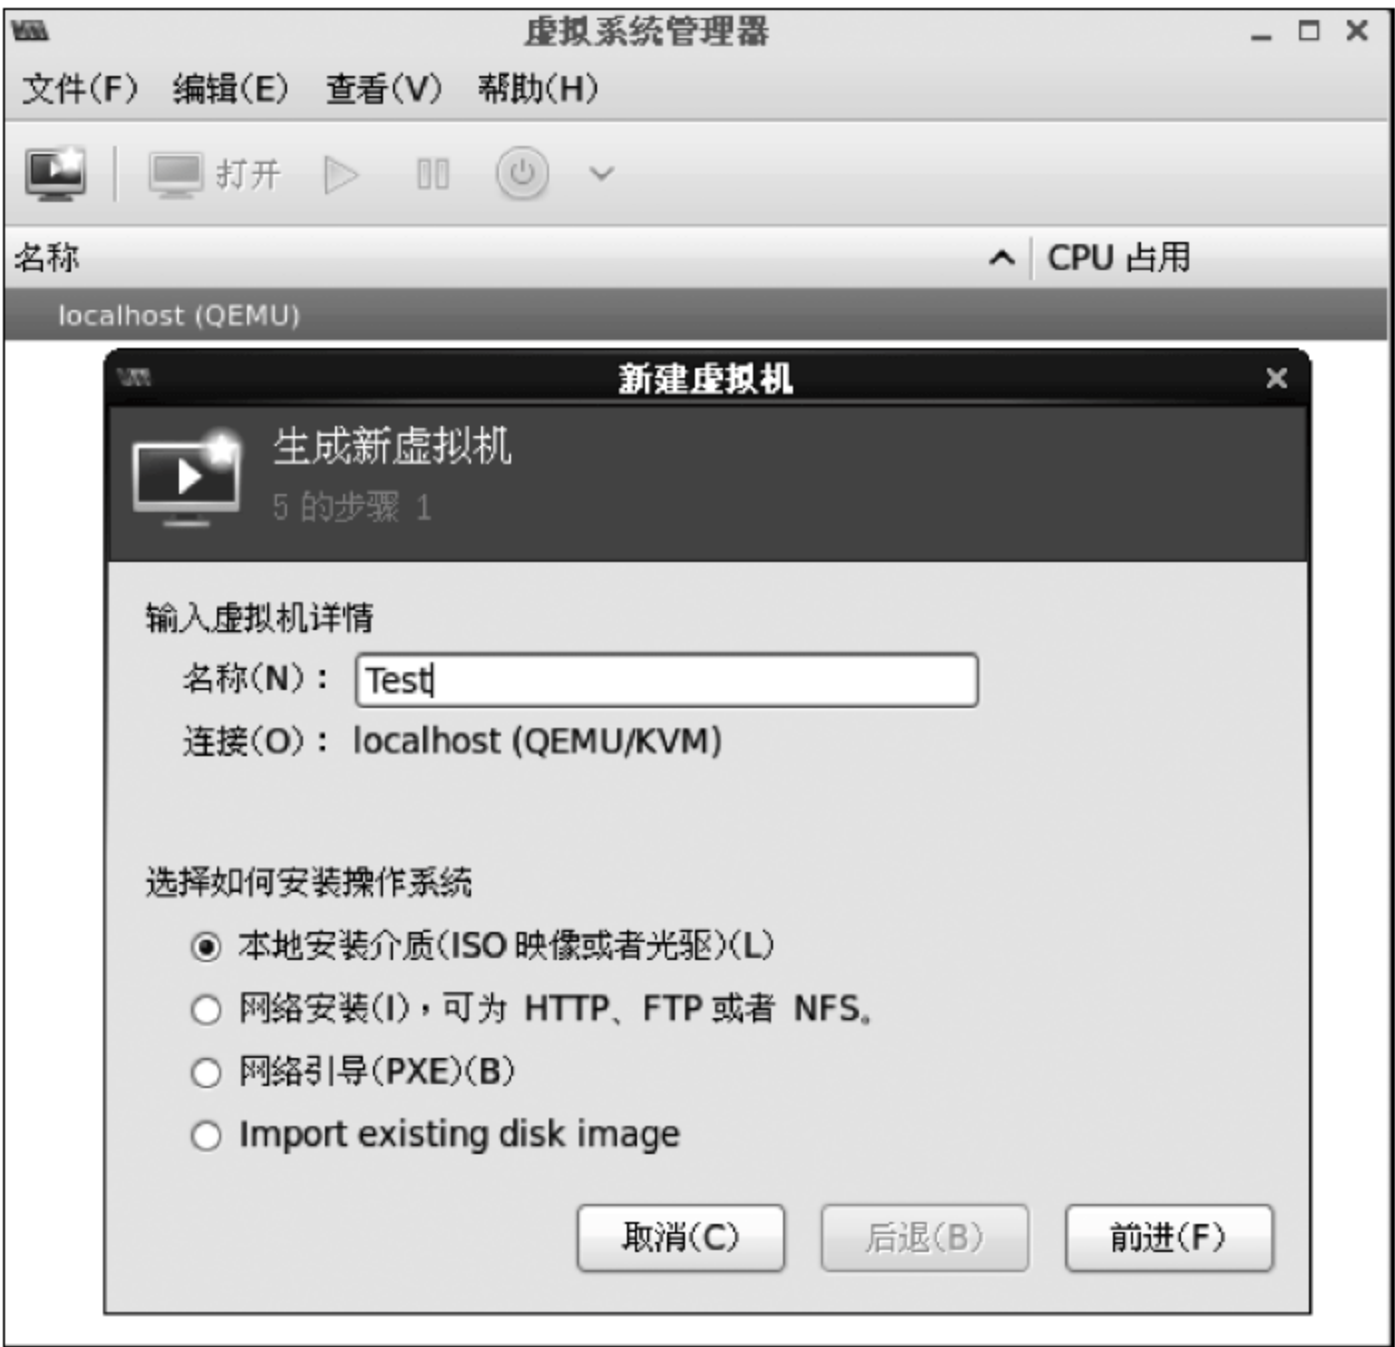 虚拟系统管理器
文件(F) 编辑(E) 查看(V) 帮助(H)
打开
名称 CPU 占用
localhost (QEMU)
新建虚拟机
生成新虚拟机
5 的步骤 1
输入虚拟机详情
名称(N)： Test
连接(O)： localhost (QEMU/KVM)
选择如何安装操作系统
本地安装介质(ISO 映像或者光驱)(L)
网络安装(I)，可为 HTTP、FTP 或者 NFS。
网络引导(PXE)(B)
Import existing disk image
取消(C) 后退(B) 前进(F)